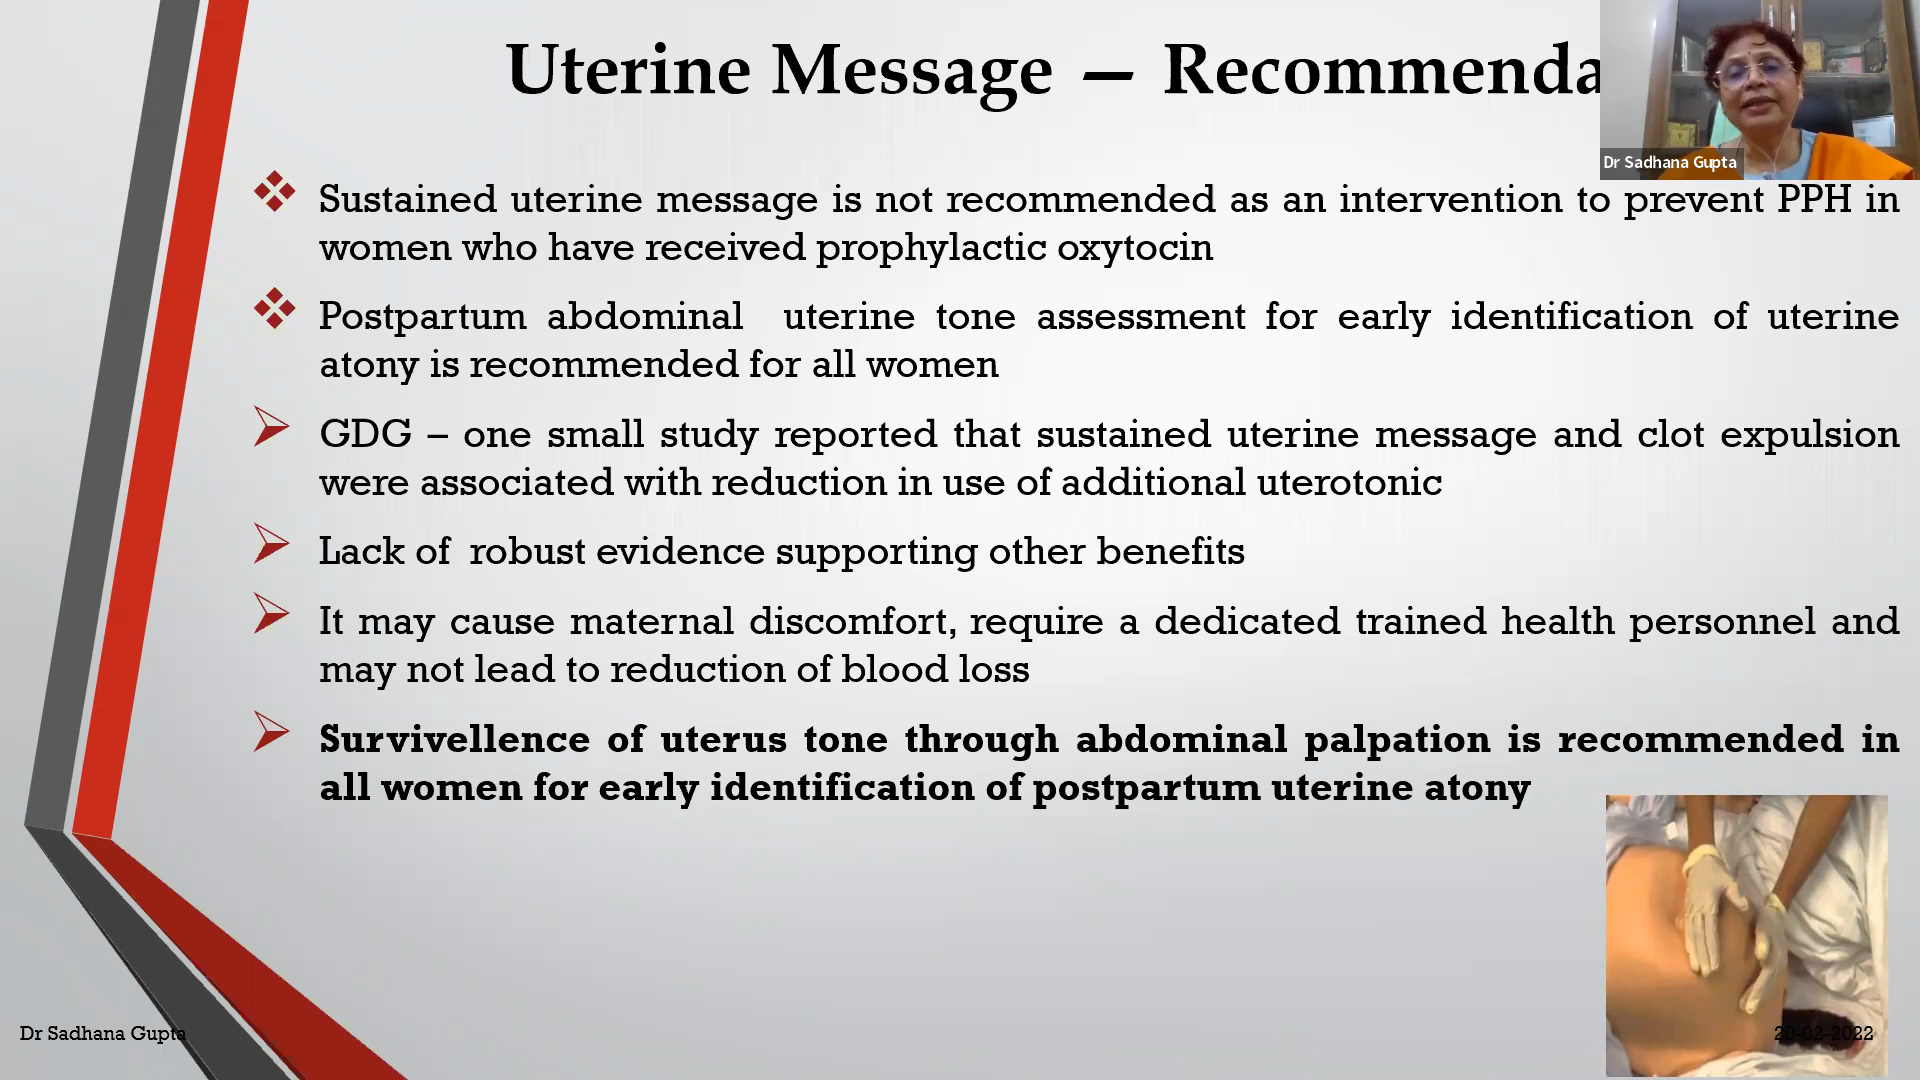 Uterine Message – Recommenda
Dr Sadhana Gupta
Sustained uterine message is not recommended as an intervention to prevent PPH in
women who have received prophylactic oxytocin
Postpartum abdominal uterine tone assessment for early identification of uterine
atony is recommended for all women
GDG – one small study reported that sustained uterine message and clot expulsion
were associated with reduction in use of additional uterotonic
Lack of robust evidence supporting other benefits
It may cause maternal discomfort, require a dedicated trained health personnel and
may not lead to reduction of blood loss
Survivellence of uterus tone through abdominal palpation is recommended in
all women for early identification of postpartum uterine atony
Dr Sadhana Gupta
20-02-2022